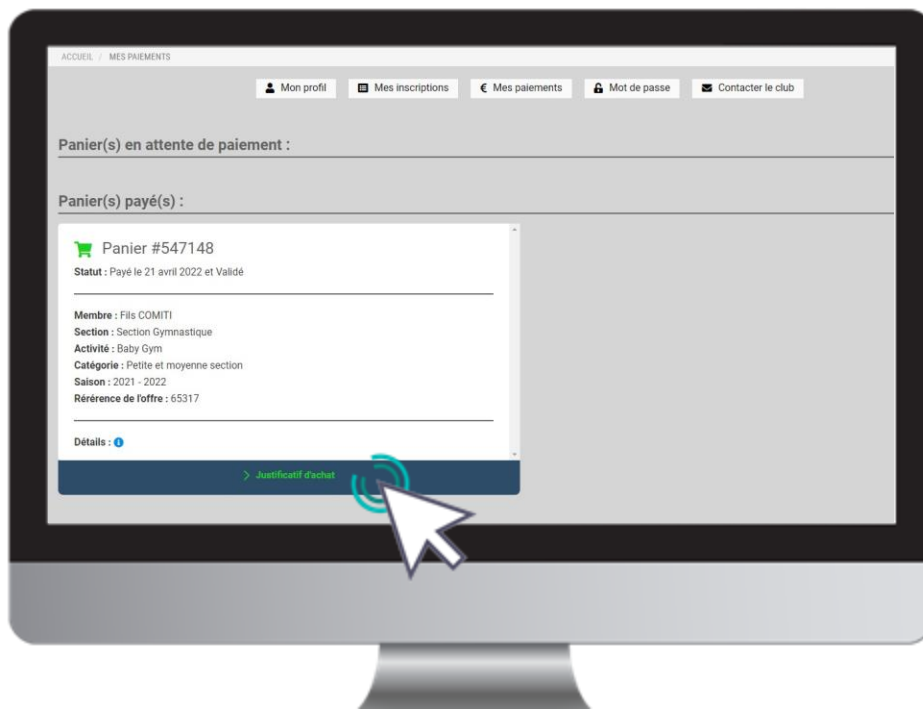 ACCUEIL / MES PAIEMENTS
Mon profil Mes inscriptions € Mes paiements Mot de passe Contacter le club
Panier(s) en attente de paiement :
Panier(s) payé(s) :
Panier #547148
Statut : Payé le 21 avril 2022 et Validé
Membre : Fils COMITI
Section : Section Gymnastique
Activité : Baby Gym
Catégorie : Petite et moyenne section
Saison : 2021 - 2022
Rérérence de l'offre : 65317
Détails :
> Justificatif d'achat